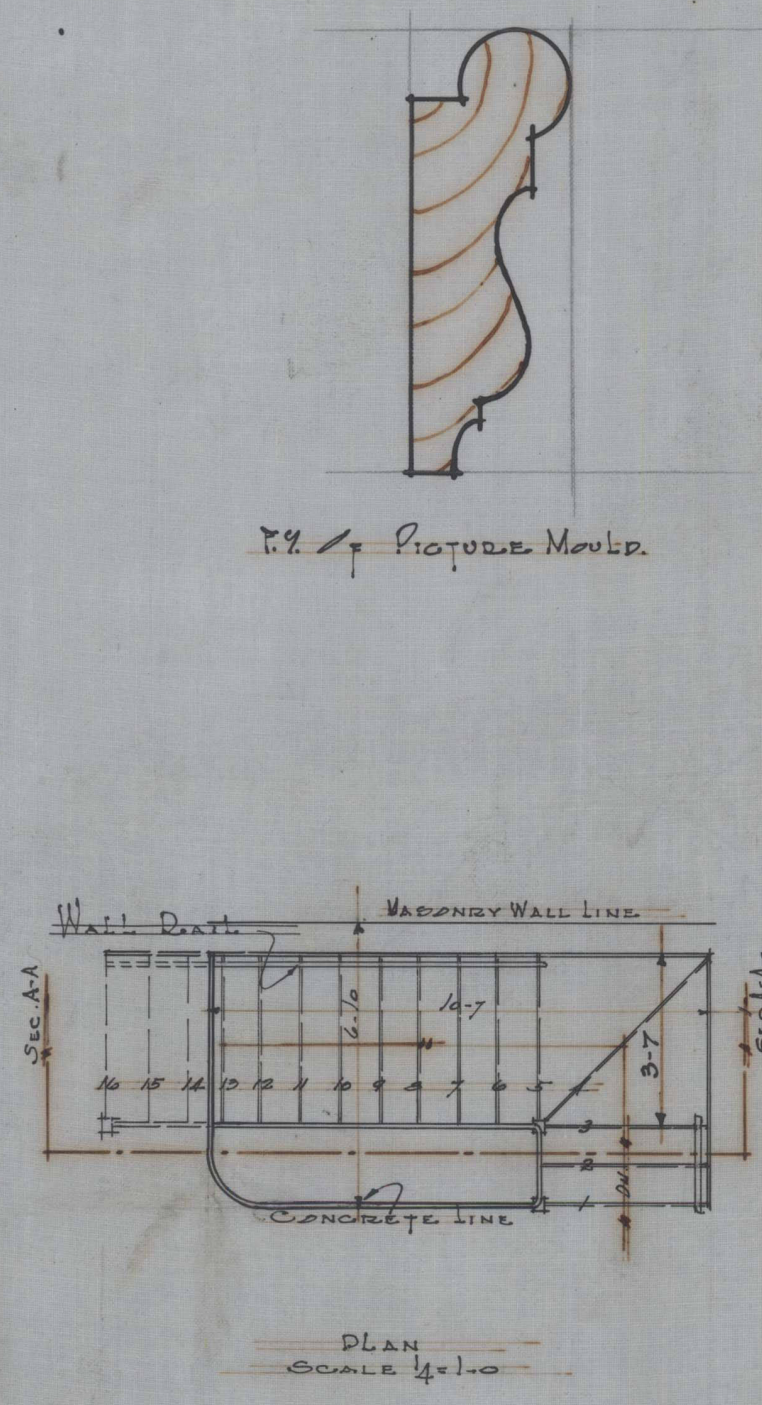 F.S. OF PICTURE MOULD.
WALL RAIL
MASONRY WALL LINE
SEC. A-A
6-10
10-7
3-7
16 15 14 13 12 11 10 9 8 7 6 5 4
3
2
1
DN.
CONCRETE LINE
PLAN
SCALE 1/4=1-0